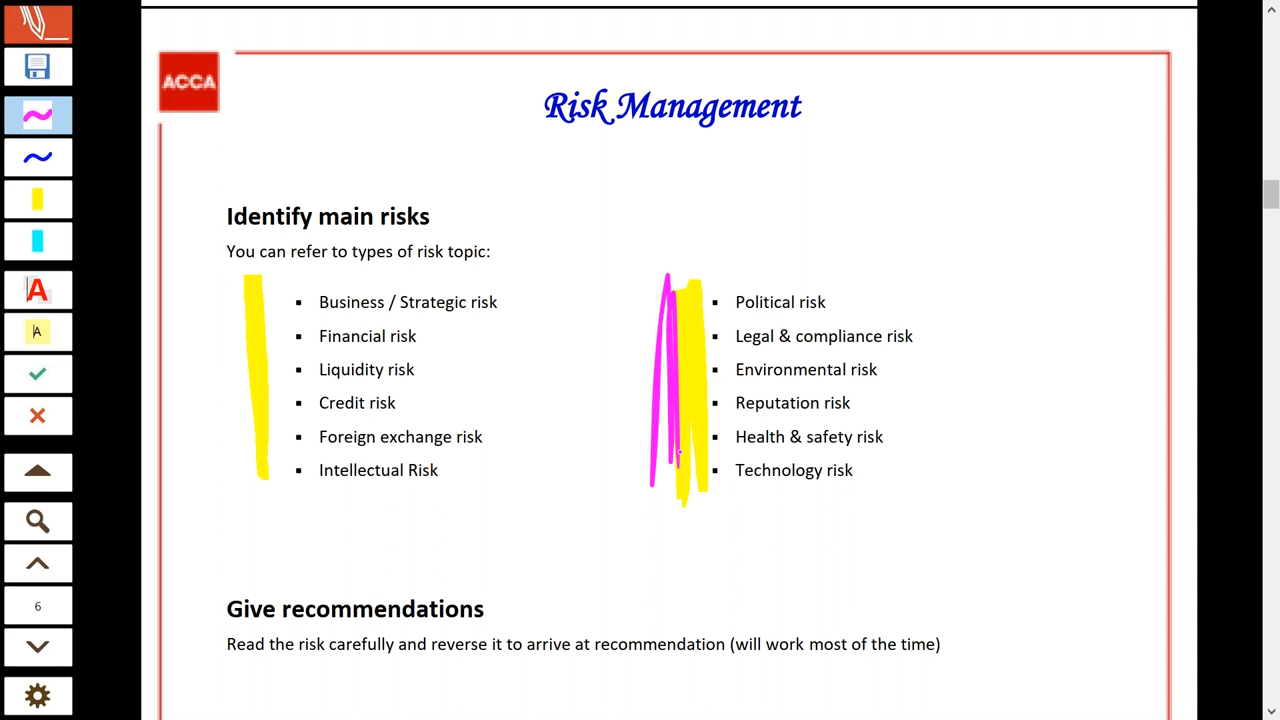 ACCA
Risk Management
Identify main risks
You can refer to types of risk topic:
▪ Business / Strategic risk
▪ Financial risk
▪ Liquidity risk
▪ Credit risk
▪ Foreign exchange risk
▪ Intellectual Risk
▪ Political risk
▪ Legal & compliance risk
▪ Environmental risk
▪ Reputation risk
▪ Health & safety risk
▪ Technology risk
Give recommendations
Read the risk carefully and reverse it to arrive at recommendation (will work most of the time)
A
A
6